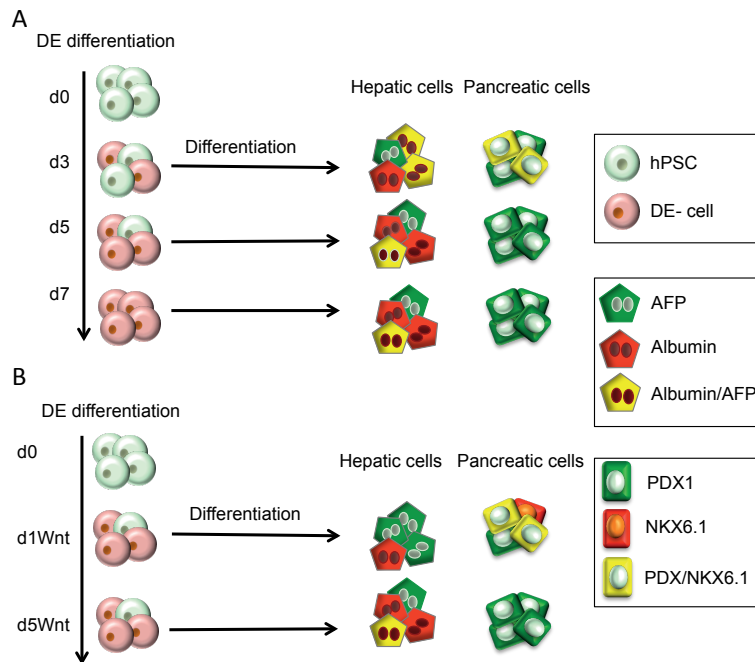 A
DE differentiation
d0
Hepatic cells Pancreatic cells
d3
Differentiation
hPSC
DE- cell
d5
d7
AFP
Albumin
Albumin/AFP
B
DE differentiation
d0
Hepatic cells Pancreatic cells
PDX1
d1Wnt
Differentiation
NKX6.1
PDX/NKX6.1
d5Wnt